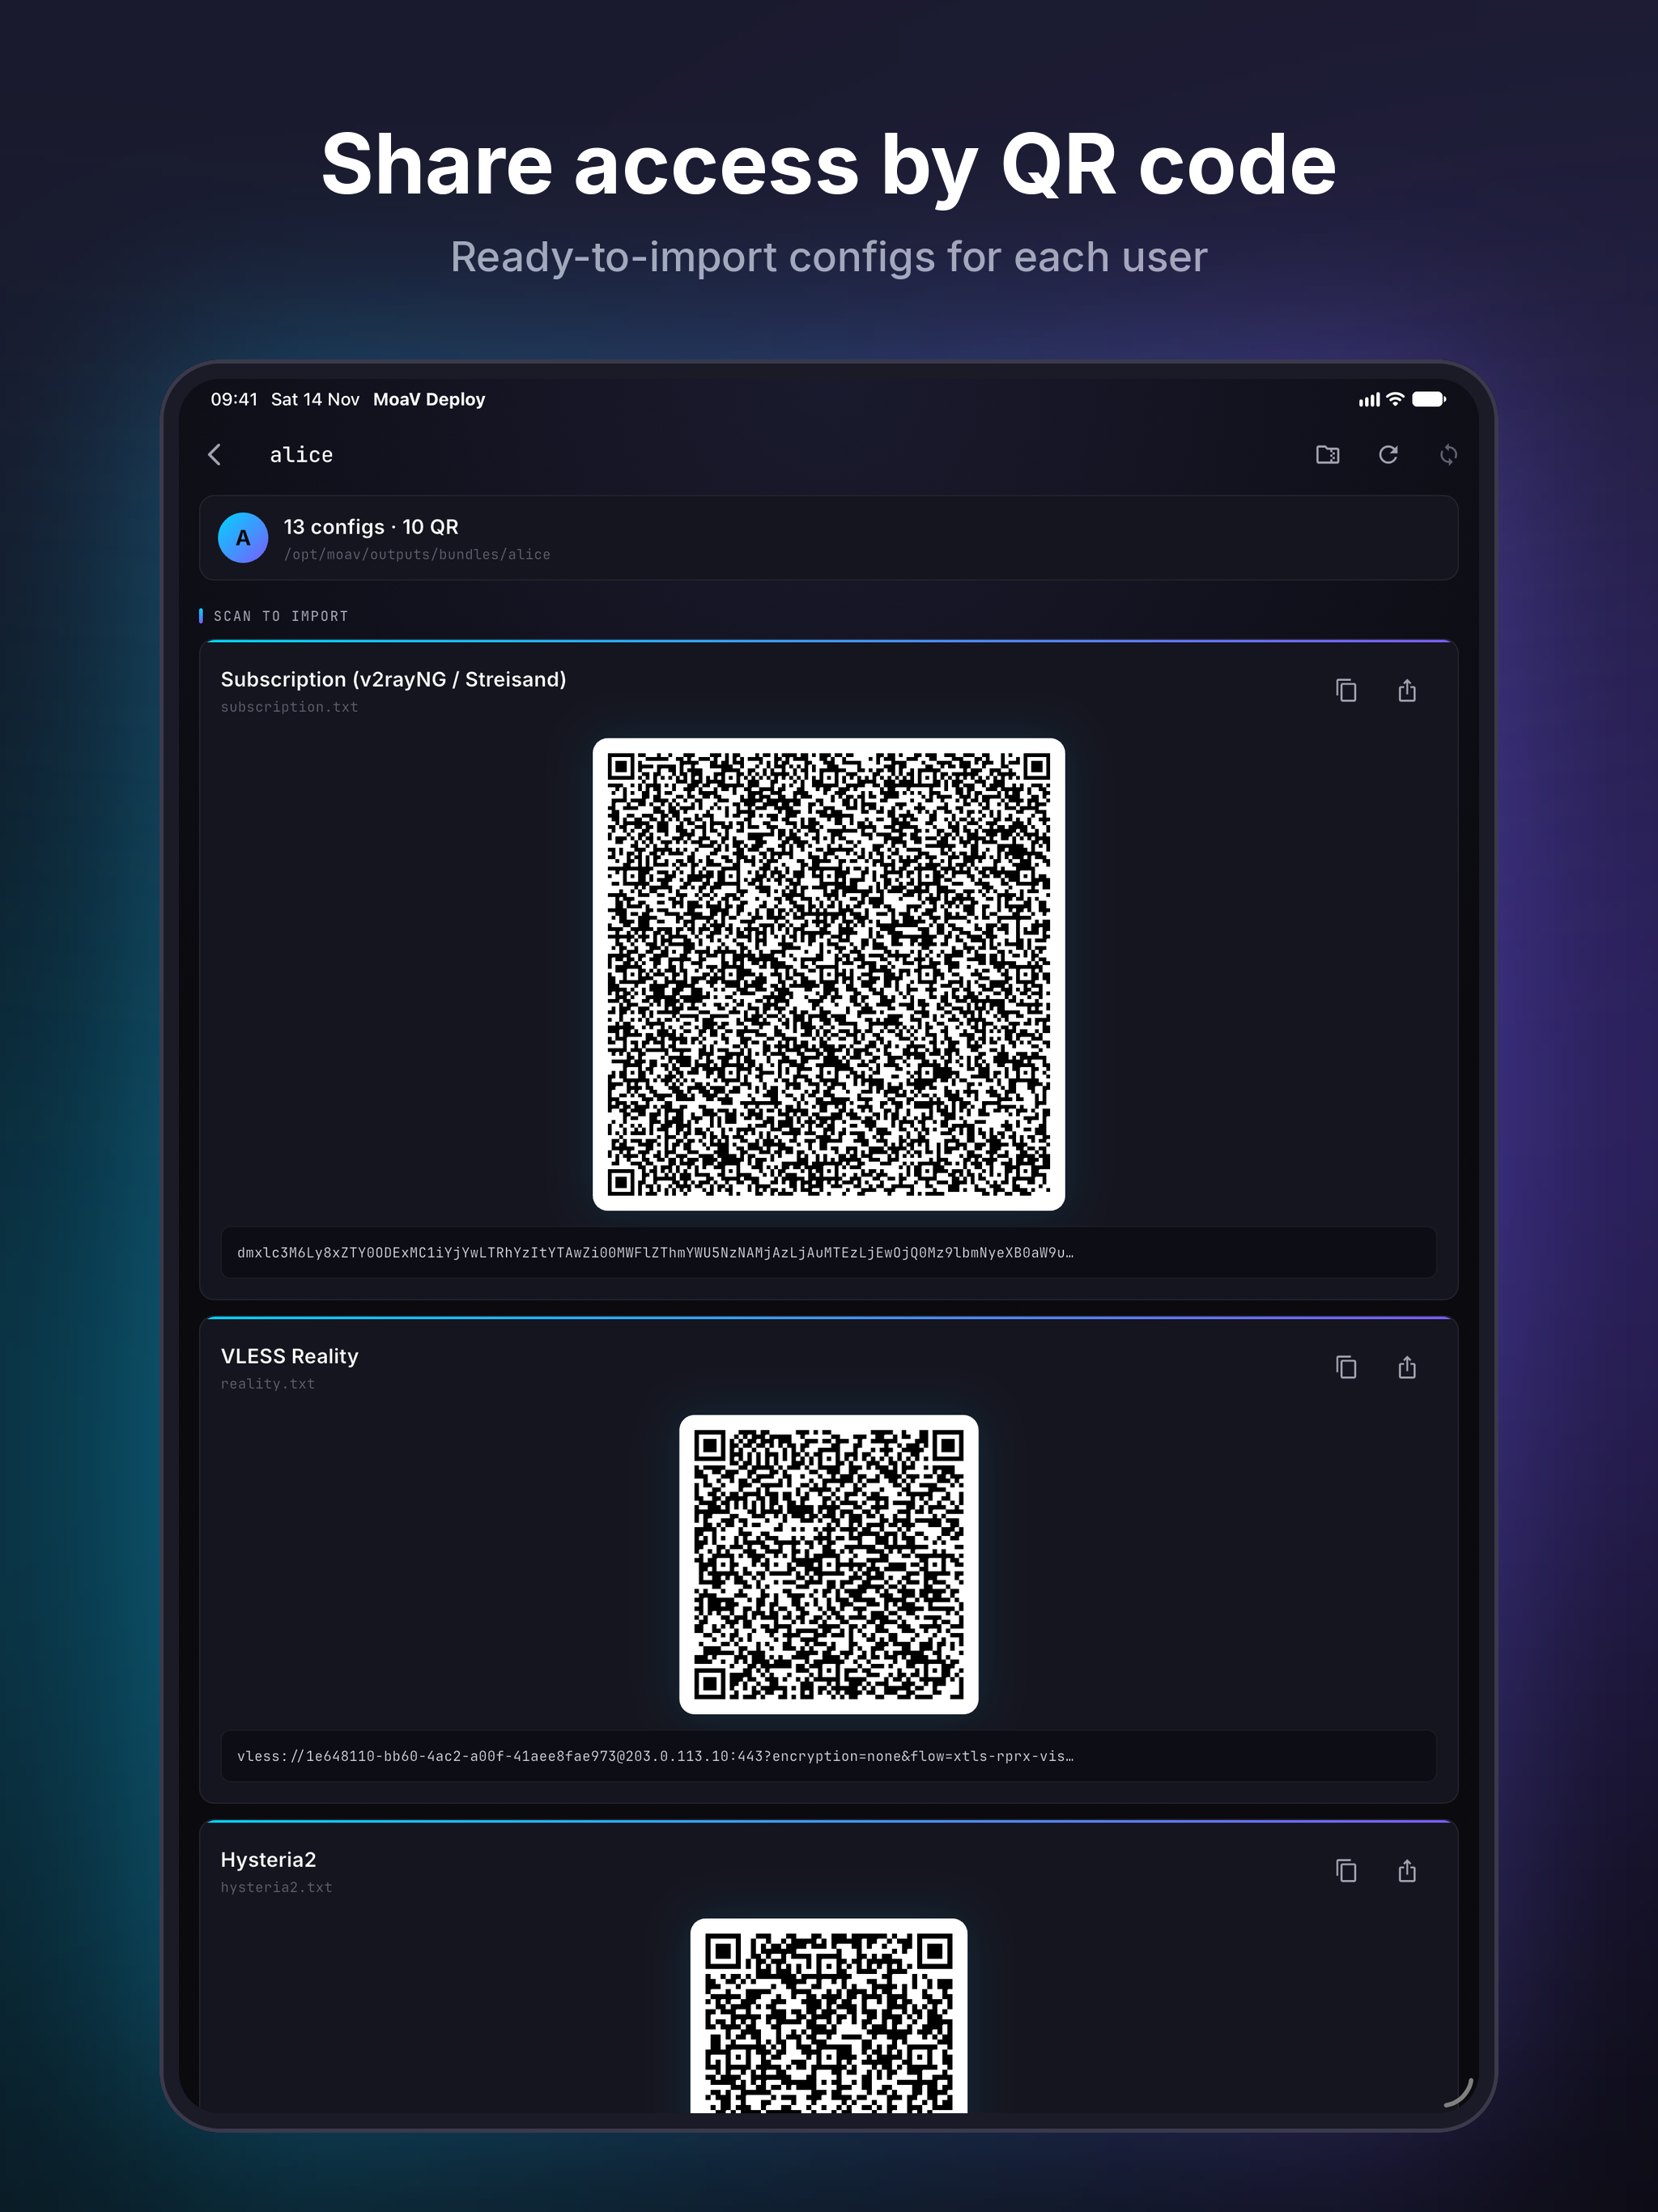 Share access by QR code
Ready-to-import configs for each user
09:41 Sat 14 Nov MoaV Deploy
alice
A
13 configs · 10 QR
/opt/moav/outputs/bundles/alice
SCAN TO IMPORT
Subscription (v2rayNG / Streisand)
subscription.txt
dmxlc3M6Ly8xZTY0ODExMC1iYjYwLTRhYzItYTAwZi00MWFlZThmYWU5NzNAMjAzLjAuMTEzLjEwOjQ0Mz9lbmNyeXB0aW9u…
VLESS Reality
reality.txt
vless://1e648110-bb60-4ac2-a00f-41aee8fae973@203.0.113.10:443?encryption=none&flow=xtls-rprx-vis…
Hysteria2
hysteria2.txt